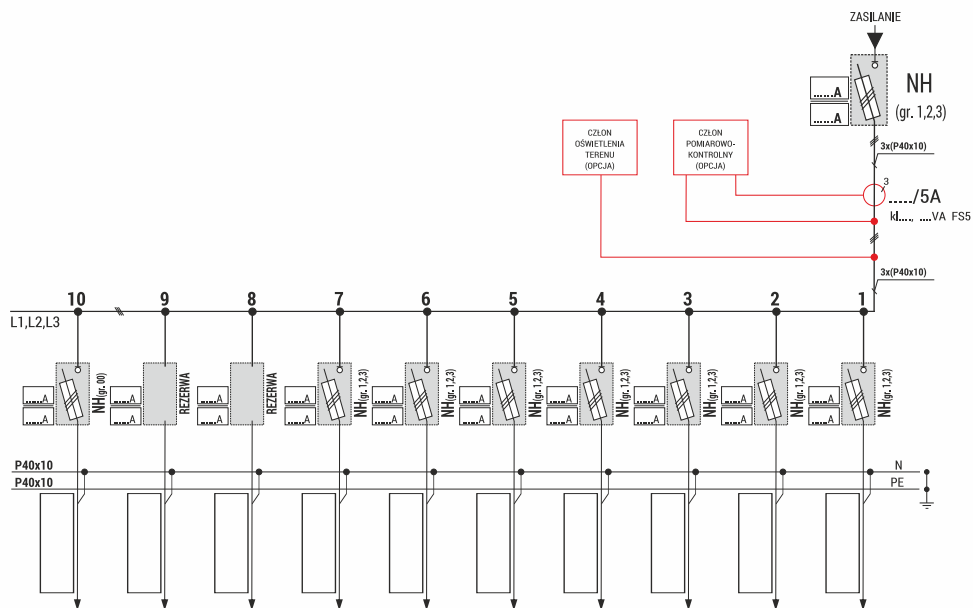 ZASILANIE
NH
(gr. 1,2,3)
......A
......A
3x(P40x10)
CZŁON
OŚWIETLENIA
TERENU
(OPCJA)
CZŁON
POMIAROWO-
KONTROLNY
(OPCJA)
3
....../5A
kl...., ....VA FS5
3x(P40x10)
10 9 8 7 6 5 4 3 2 1
L1,L2,L3
......A
......A
NH(gr. 00)
......A
......A
REZERWA
......A
......A
REZERWA
......A
......A
NH(gr. 1,2,3)
......A
......A
NH(gr. 1,2,3)
......A
......A
NH(gr. 1,2,3)
......A
......A
NH(gr. 1,2,3)
......A
......A
NH(gr. 1,2,3)
......A
......A
NH(gr. 1,2,3)
......A
......A
NH(gr. 1,2,3)
P40x10 N
P40x10 PE